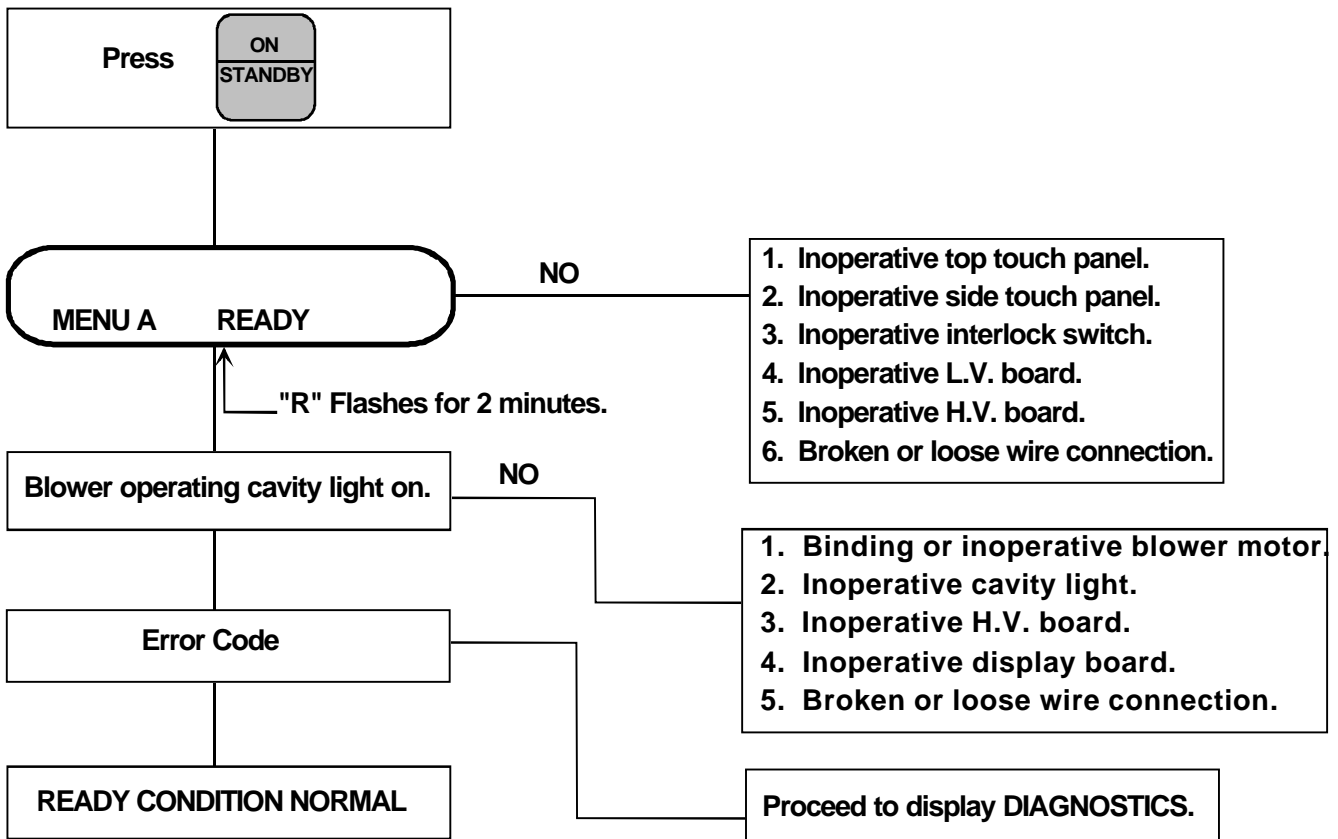 Press
ON
STANDBY
MENU A READY
NO
1. Inoperative top touch panel.
2. Inoperative side touch panel.
3. Inoperative interlock switch.
4. Inoperative L.V. board.
5. Inoperative H.V. board.
6. Broken or loose wire connection.
"R" Flashes for 2 minutes.
Blower operating cavity light on.
NO
1. Binding or inoperative blower motor.
2. Inoperative cavity light.
3. Inoperative H.V. board.
4. Inoperative display board.
5. Broken or loose wire connection.
Error Code
READY CONDITION NORMAL
Proceed to display DIAGNOSTICS.